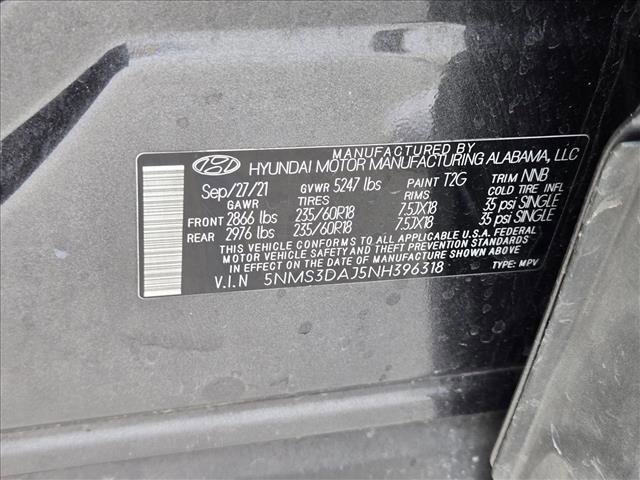 MANUFACTURED BY
HYUNDAI MOTOR MANUFACTURING ALABAMA, LLC
Sep/27/21 GVWR 5247 lbs PAINT T2G TRIM NNB
GAWR TIRES RIMS COLD TIRE INFL
FRONT 2866 lbs 235/60R18 7.5JX18 35 psi SINGLE
REAR 2976 lbs 235/60R18 7.5JX18 35 psi SINGLE
THIS VEHICLE CONFORMS TO ALL APPLICABLE U.S.A. FEDERAL
MOTOR VEHICLE SAFETY AND THEFT PREVENTION STANDARDS
IN EFFECT ON THE DATE OF MANUFACTURE SHOWN ABOVE.
V.I.N 5NMS3DAJ5NH396318 TYPE: MPV